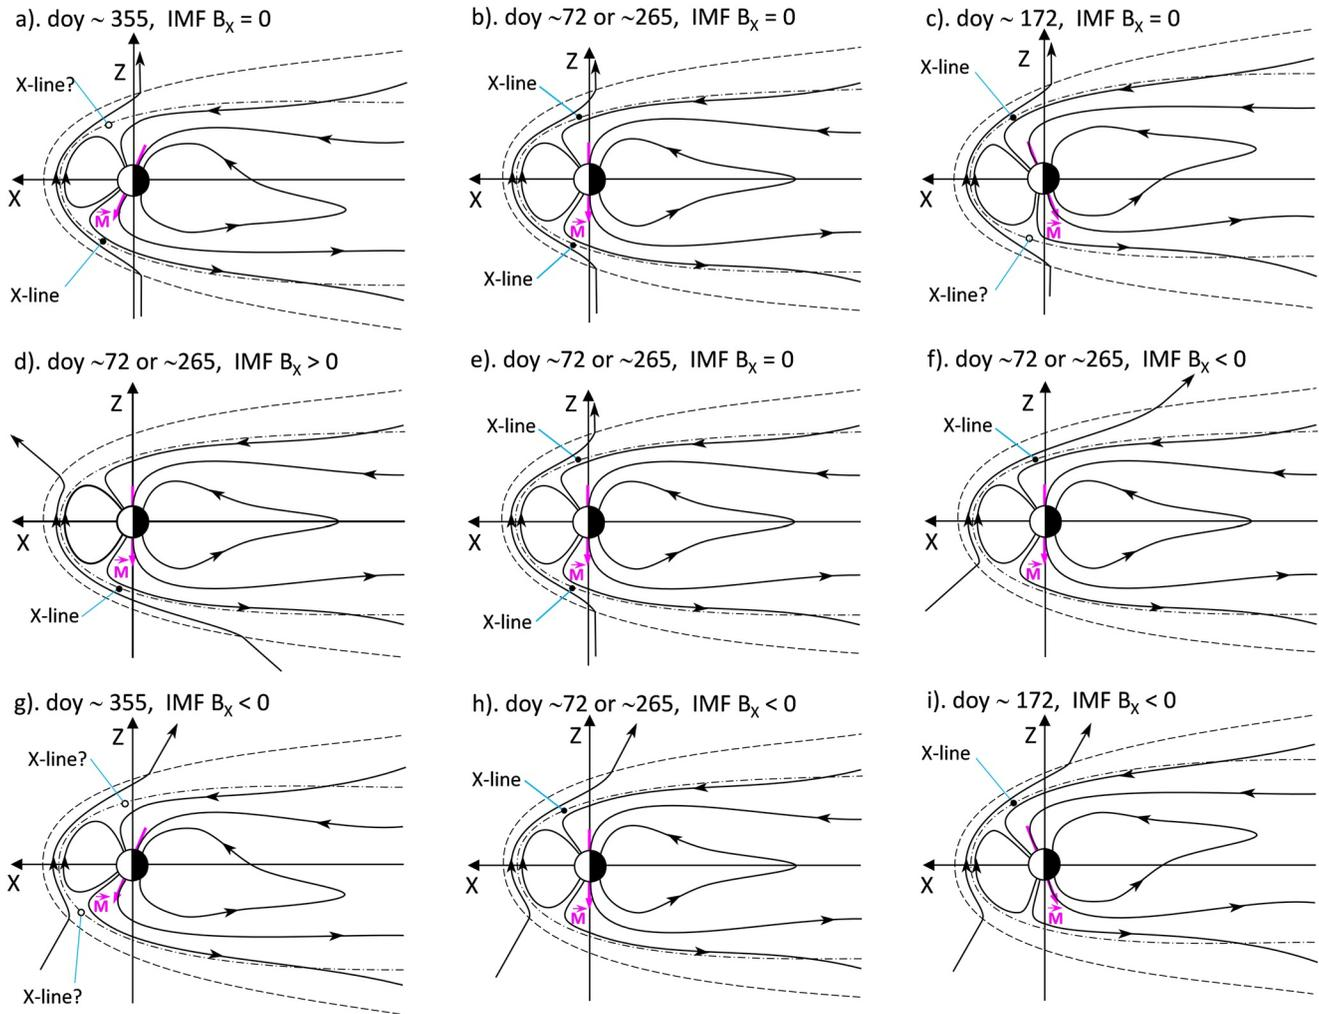 a). doy ~ 355, IMF Bₓ = 0
Z
X-line?
X
M⃗
X-line
b). doy ~72 or ~265, IMF Bₓ = 0
Z
X-line
X
M⃗
X-line
c). doy ~ 172, IMF Bₓ = 0
Z
X-line
X
M⃗
X-line?
d). doy ~72 or ~265, IMF Bₓ > 0
Z
X
M⃗
X-line
e). doy ~72 or ~265, IMF Bₓ = 0
Z
X-line
X
M⃗
X-line
f). doy ~72 or ~265, IMF Bₓ < 0
Z
X-line
X
M⃗
g). doy ~ 355, IMF Bₓ < 0
Z
X-line?
X
M⃗
X-line?
h). doy ~72 or ~265, IMF Bₓ < 0
Z
X-line
X
M⃗
i). doy ~ 172, IMF Bₓ < 0
Z
X-line
X
M⃗